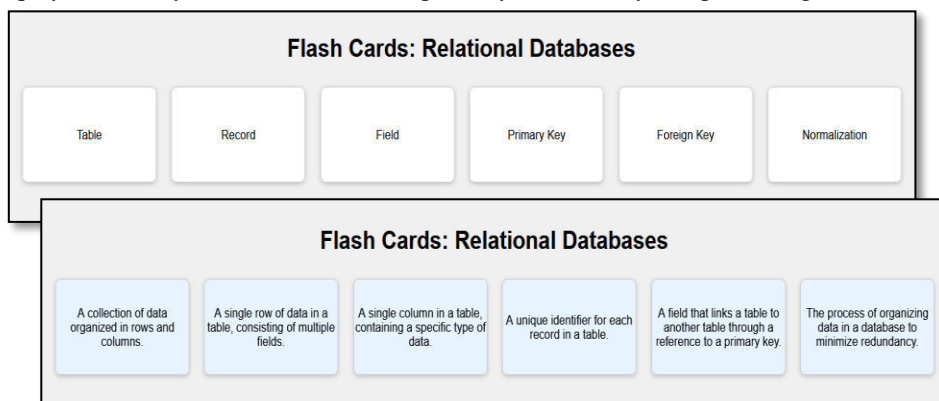 Flash Cards: Relational Databases
Table
Record
Field
Primary Key
Foreign Key
Normalization
Flash Cards: Relational Databases
A collection of data
organized in rows and
columns.
A single row of data in a
table, consisting of multiple
fields.
A single column in a table,
containing a specific type of
data.
A unique identifier for each
record in a table.
A field that links a table to
another table through a
reference to a primary key.
The process of organizing
data in a database to
minimize redundancy.